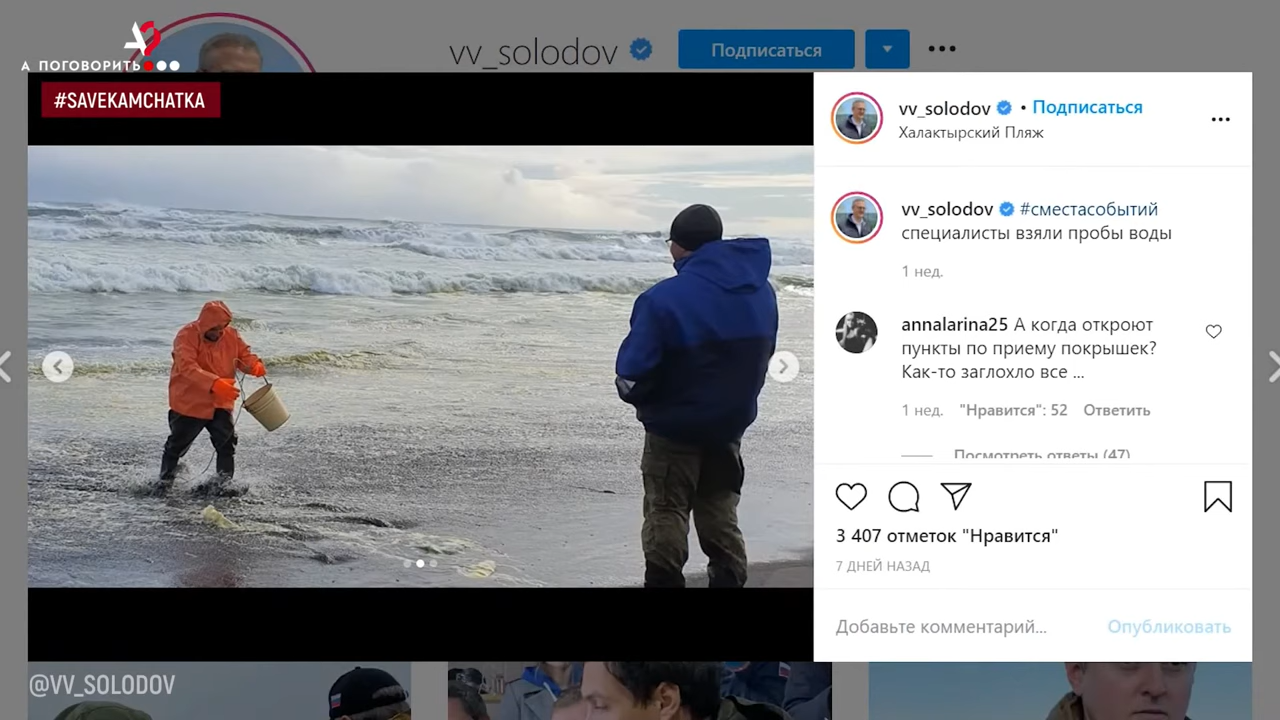 А ПОГОВОРИТЬ
vv_solodov
Подписаться
#SAVEKAMCHATKA
vv_solodov • Подписаться
Халактырский Пляж
vv_solodov #сместасобытий
специалисты взяли пробы воды
1 нед.
annalarina25 А когда откроют
пункты по приему покрышек?
Как-то заглохло все ...
1 нед. "Нравится": 52 Ответить
Посмотреть ответы (47)
3 407 отметок "Нравится"
7 ДНЕЙ НАЗАД
Добавьте комментарий...
Опубликовать
@VV_SOLODOV